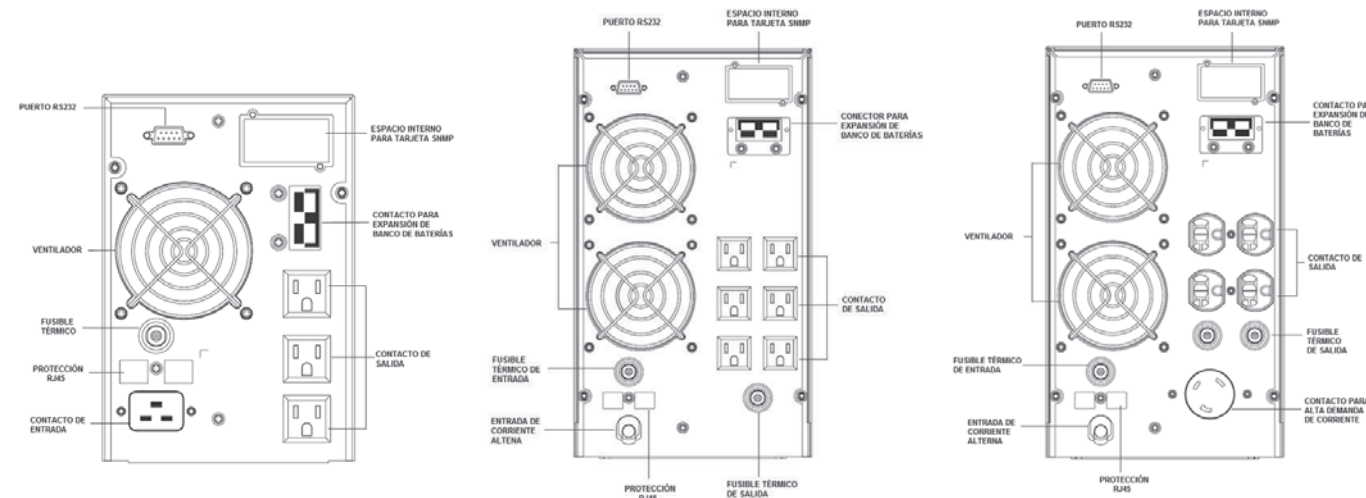 PUERTO RS232
ESPACIO INTERNO
PARA TARJETA SNMP
CONTACTO PARA
EXPANSIÓN DE
BANCO DE BATERÍAS
VENTILADOR
FUSIBLE
TÉRMICO
PROTECCIÓN
RJ45
CONTACTO DE
SALIDA
CONTACTO DE
ENTRADA
PUERTO RS232
ESPACIO INTERNO
PARA TARJETA SNMP
CONECTOR PARA
EXPANSIÓN DE
BANCO DE BATERÍAS
VENTILADOR
CONTACTO
DE SALIDA
FUSIBLE
TÉRMICO DE
ENTRADA
ENTRADA DE
CORRIENTE
ALTENA
PROTECCIÓN
RJ45
FUSIBLE TÉRMICO
DE SALIDA
PUERTO RS232
ESPACIO INTERNO
PARA TARJETA SNMP
CONTACTO PA
EXPANSIÓN DE
BANCO DE
BATERÍAS
VENTILADOR
CONTACTO DE
SALIDA
FUSIBLE
TÉRMICO
DE SALIDA
FUSIBLE TÉRMICO
DE ENTRADA
CONTACTO PARA
ALTA DEMANDA
DE CORRIENTE
ENTRADA DE
CORRIENTE
ALTERNA
PROTECCIÓN
RJ45